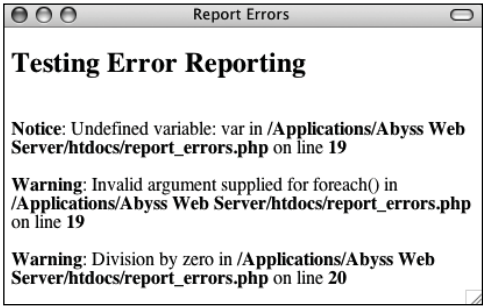 Report Errors
Testing Error Reporting
Notice: Undefined variable: var in /Applications/Abyss Web
Server/htdocs/report_errors.php on line 19
Warning: Invalid argument supplied for foreach() in
/Applications/Abyss Web Server/htdocs/report_errors.php
on line 19
Warning: Division by zero in /Applications/Abyss Web
Server/htdocs/report_errors.php on line 20